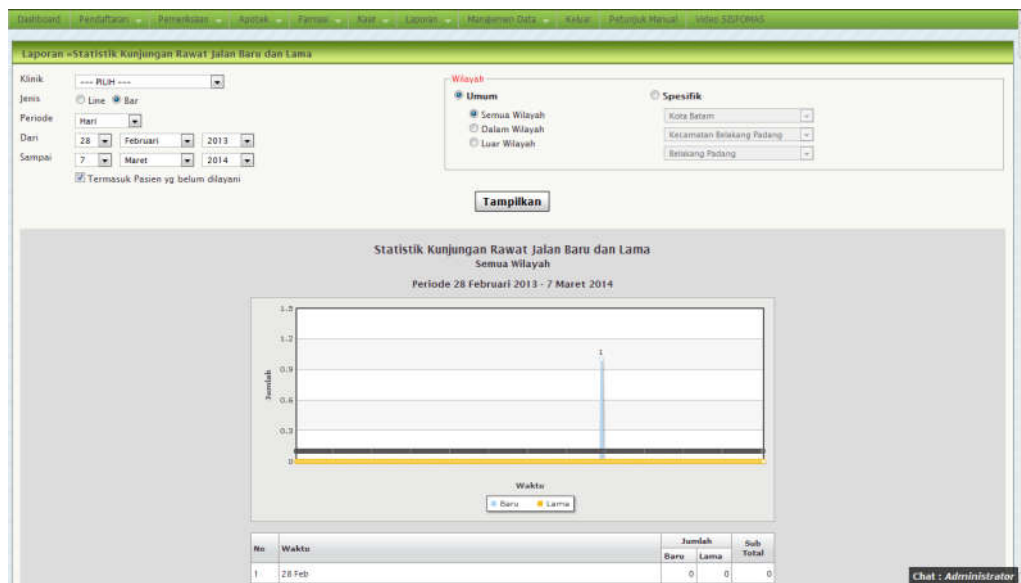 Dashboard Pendaftaran Pemeriksaan Apotek Farmasi Kasir Laporan Manajemen Data Keluar Petunjuk Manual Video SISFOMAS
Laporan »Statistik Kunjungan Rawat Jalan Baru dan Lama
Klinik --- PILIH ---
Jenis Line Bar
Periode Hari
Dari 28 Februari 2013
Sampai 7 Maret 2014
Termasuk Pasien yg belum dilayani
Wilayah
Umum
Semua Wilayah
Dalam Wilayah
Luar Wilayah
Spesifik
Kota Batam
Kecamatan Belakang Padang
Belakang Padang
Tampilkan
Statistik Kunjungan Rawat Jalan Baru dan Lama
Semua Wilayah
Periode 28 Februari 2013 - 7 Maret 2014
1.5
1.2
0.9
0.6
0.3
0
Jumlah
1
Waktu
Baru Lama
No Waktu Jumlah Sub Total
Baru Lama
1 28 Feb 0 0 0
Chat : Administrator